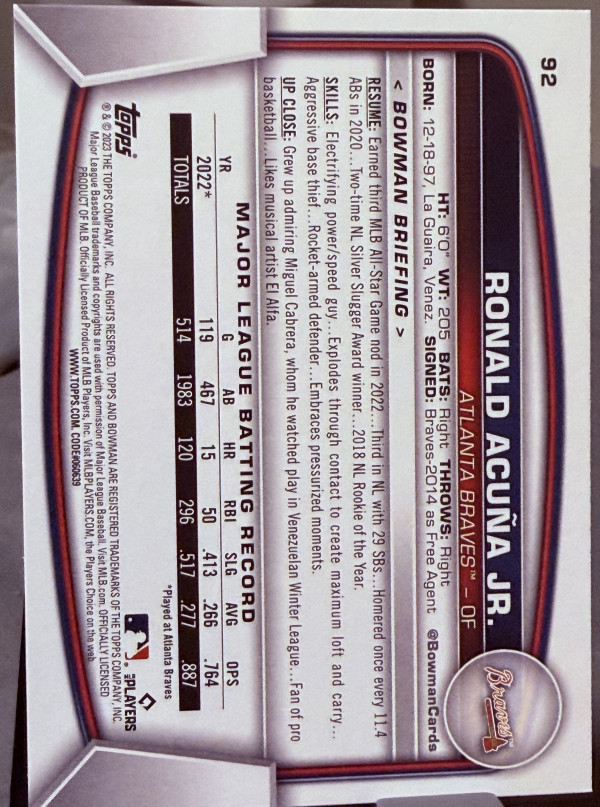 92
RONALD ACUÑA JR.
ATLANTA BRAVES™ – OF
Braves™
HT: 6'0" WT: 205 BATS: Right THROWS: Right
BORN: 12-18-97, La Guaira, Venez. SIGNED: Braves-2014 as Free Agent @BowmanCards
< BOWMAN BRIEFING >
RESUME: Earned third MLB All-Star Game nod in 2022...Third in NL with 29 SBs...Homered once every 11.4
ABs in 2020...Two-time NL Silver Slugger Award winner...2018 NL Rookie of the Year.
SKILLS: Electrifying power/speed guy...Explodes through contact to create maximum loft and carry...
Aggressive base thief...Rocket-armed defender...Embraces pressurized moments.
UP CLOSE: Grew up admiring Miguel Cabrera, whom he watched play in Venezuelan Winter League...Fan of pro
basketball...Likes musical artist El Alfa.
MAJOR LEAGUE BATTING RECORD
YR G AB HR RBI SLG AVG OPS
2022* 119 467 15 50 .413 .266 .764
TOTALS 514 1983 120 296 .517 .277 .887
*Played at Atlanta Braves
Topps®
MLB PLAYERS
® & © 2023 THE TOPPS COMPANY, INC. ALL RIGHTS RESERVED. TOPPS AND BOWMAN ARE REGISTERED TRADEMARKS OF THE TOPPS COMPANY, INC.
Major League Baseball trademarks and copyrights are used with permission of Major League Baseball. Visit MLB.com. OFFICIALLY LICENSED
PRODUCT OF MLB Players, Inc. Officially Licensed Product of MLB Players, Inc. Visit MLBPLAYERS.COM, the Players Choice on the web
WWW.TOPPS.COM. CODE#060639